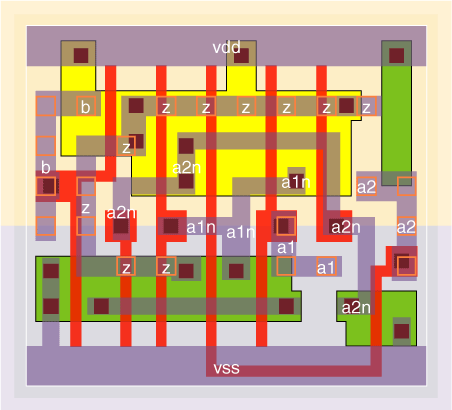 vdd
b z z z z z z
z
b a2n
a1n a2
z a2n a1n a1n a2n a2
a1
z z a1
a2n
vss